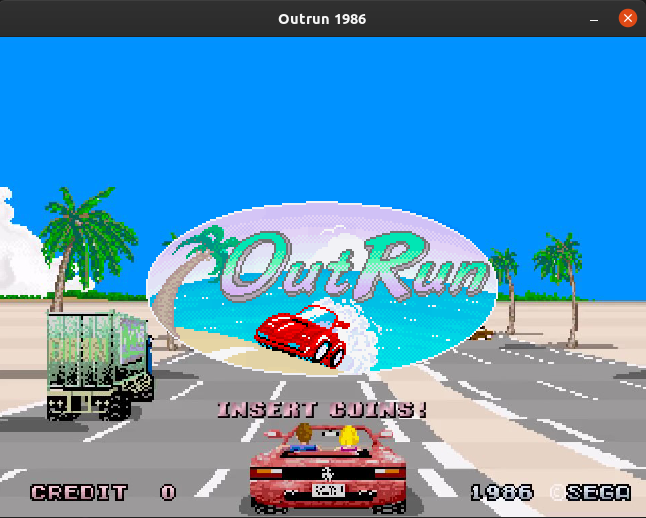 Outrun 1986
OutRun
INSERT COINS!
CREDIT 0
1986 ©SEGA